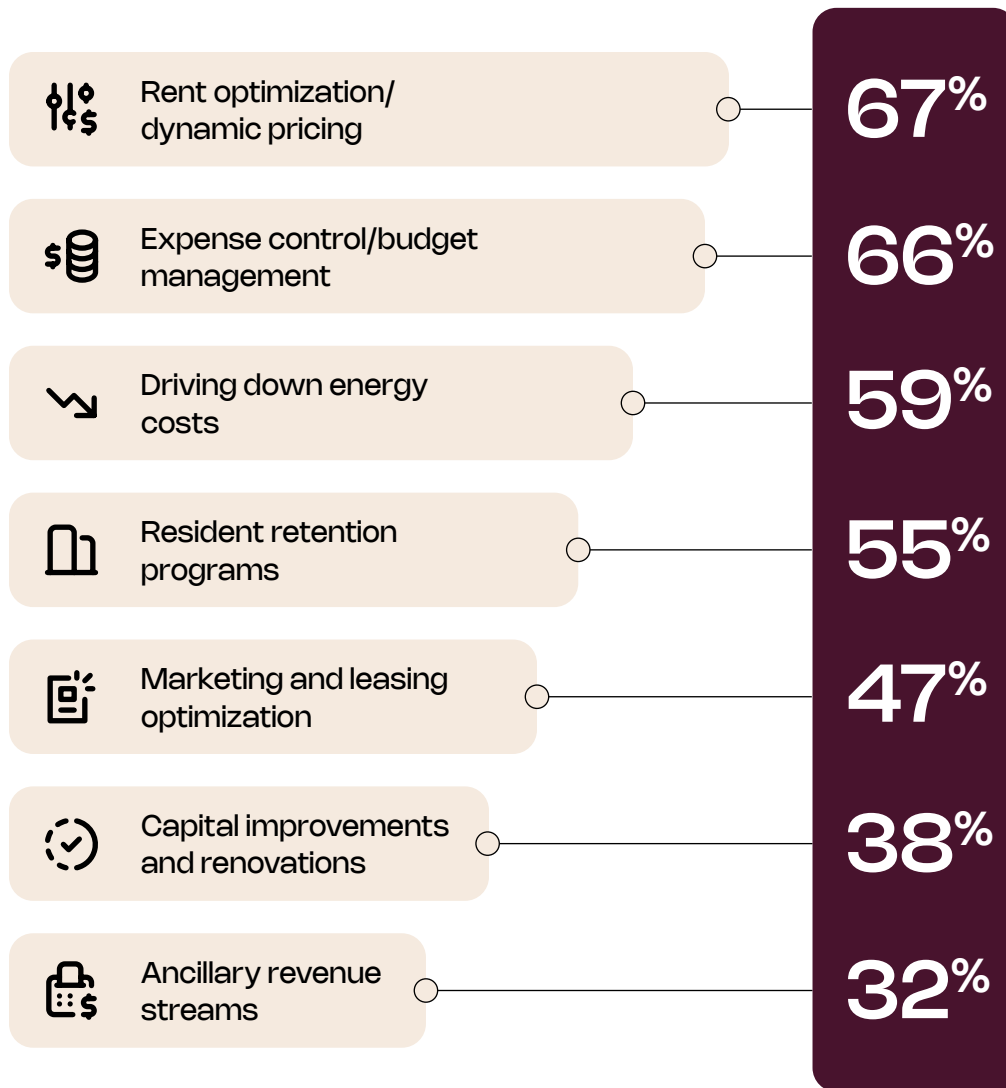 Rent optimization/
dynamic pricing
67%
Expense control/budget
management
66%
Driving down energy
costs
59%
Resident retention
programs
55%
Marketing and leasing
optimization
47%
Capital improvements
and renovations
38%
Ancillary revenue
streams
32%